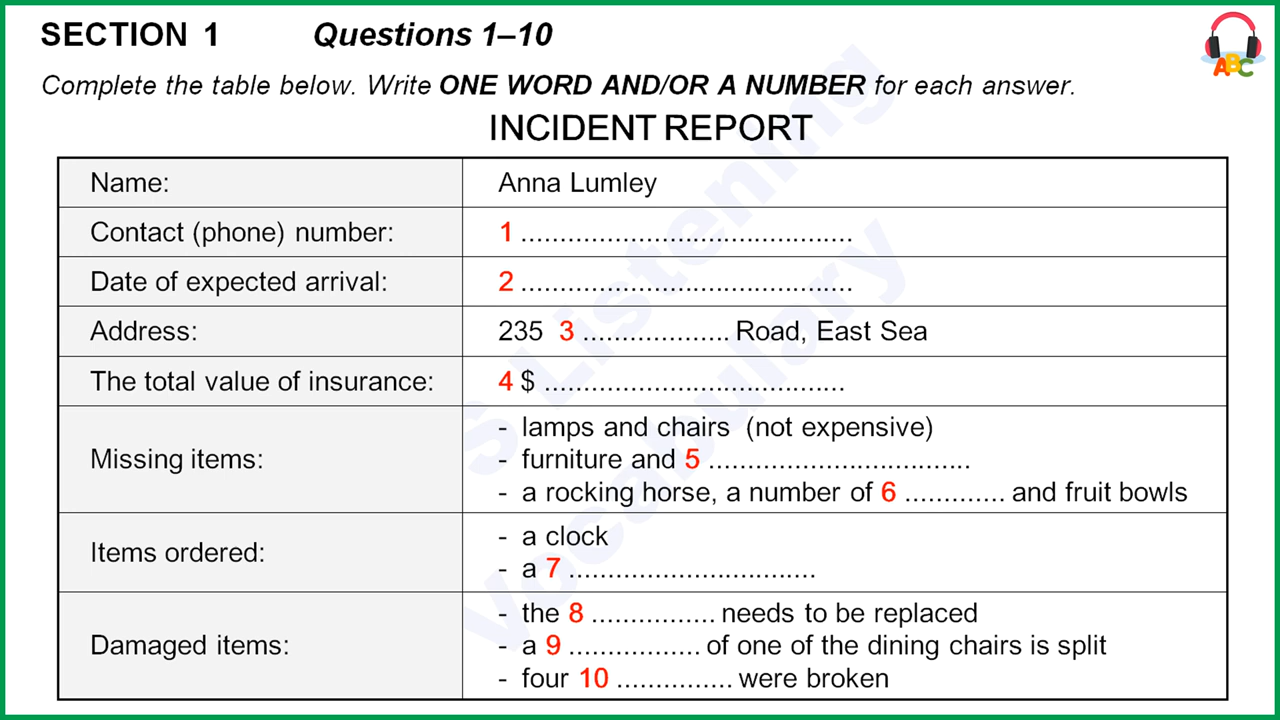 SECTION 1 Questions 1–10
ABC
Complete the table below. Write ONE WORD AND/OR A NUMBER for each answer.
INCIDENT REPORT
Name: Anna Lumley
Contact (phone) number: 1 ..........................................
Date of expected arrival: 2 ..........................................
Address: 235 3 ................... Road, East Sea
The total value of insurance: 4 $ ......................................
- lamps and chairs (not expensive)
Missing items: - furniture and 5 ..................................
- a rocking horse, a number of 6 ............. and fruit bowls
- a clock
Items ordered:
- a 7 ................................
- the 8 ................ needs to be replaced
Damaged items: - a 9 ................. of one of the dining chairs is split
- four 10 ............... were broken
S Listening
Vocabulary